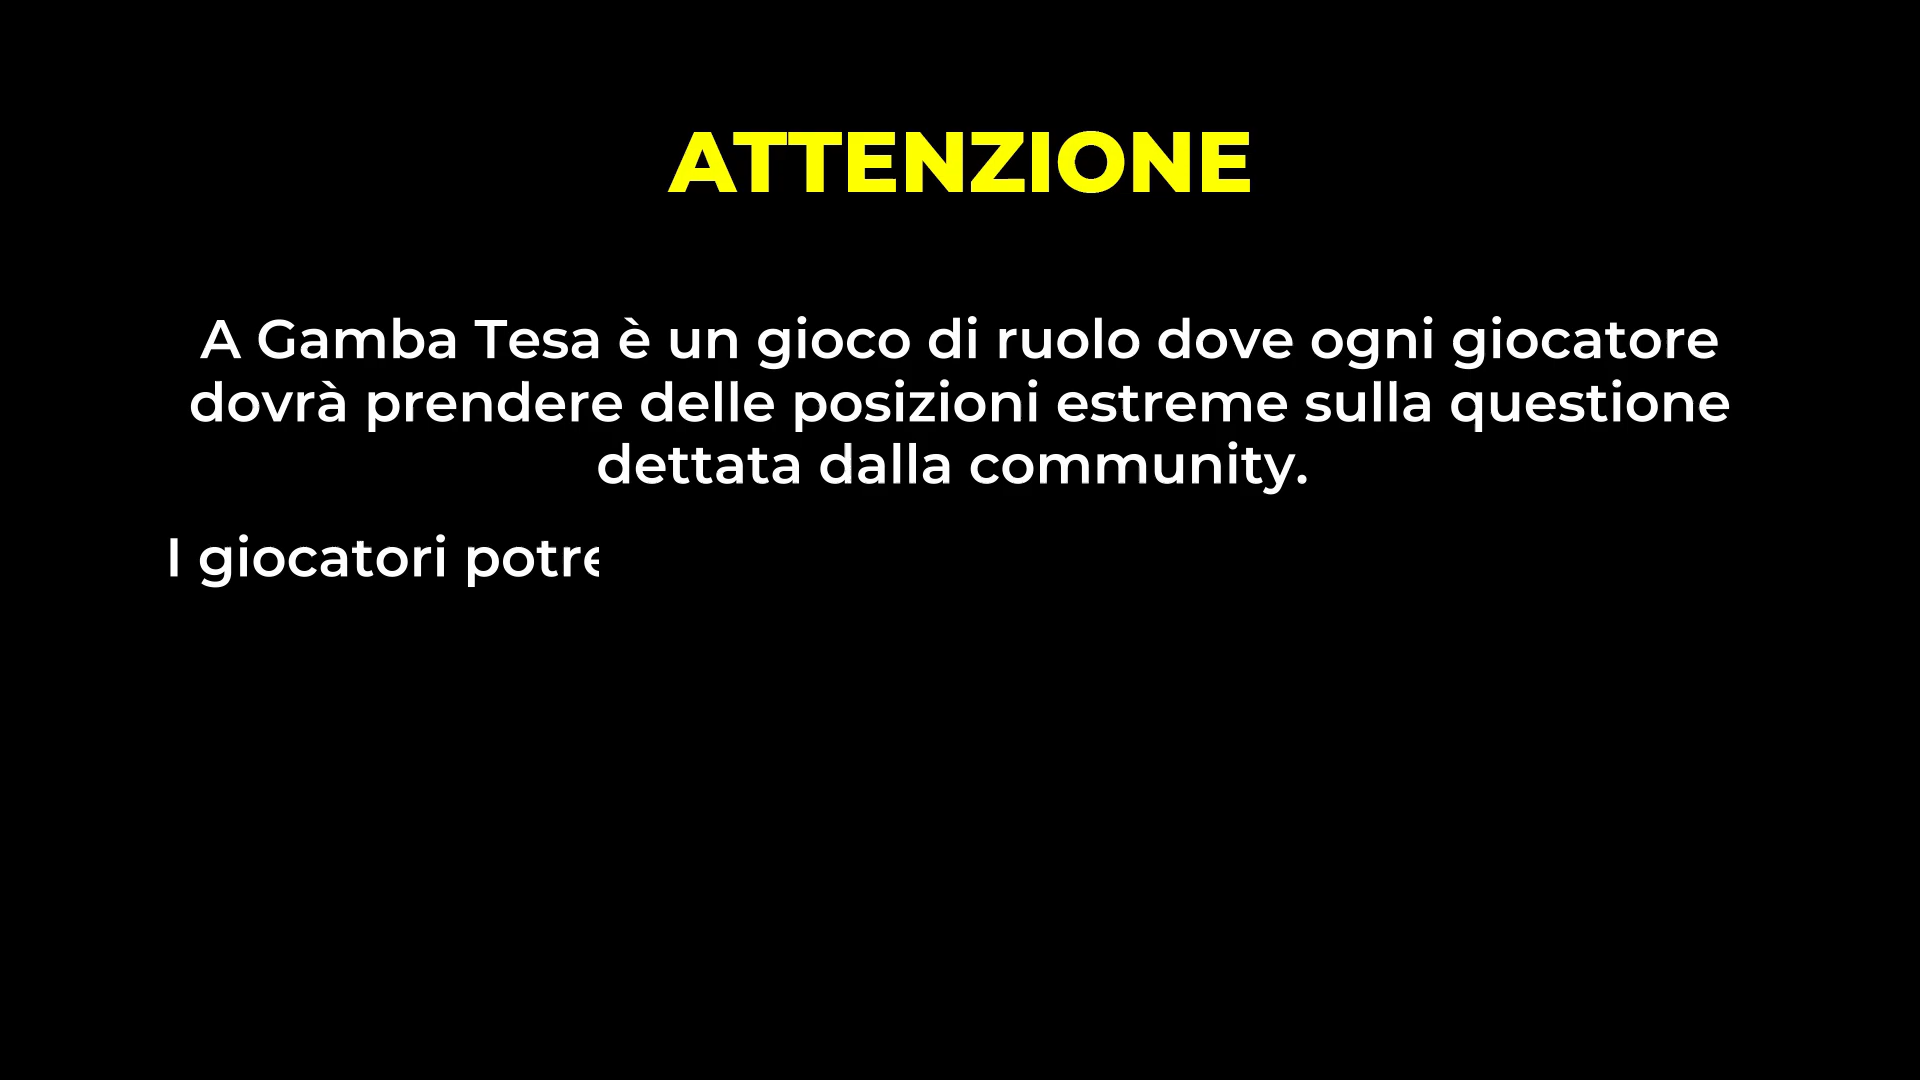 ATTENZIONE
A Gamba Tesa è un gioco di ruolo dove ogni giocatore
dovrà prendere delle posizioni estreme sulla questione
dettata dalla community.
I giocatori potre